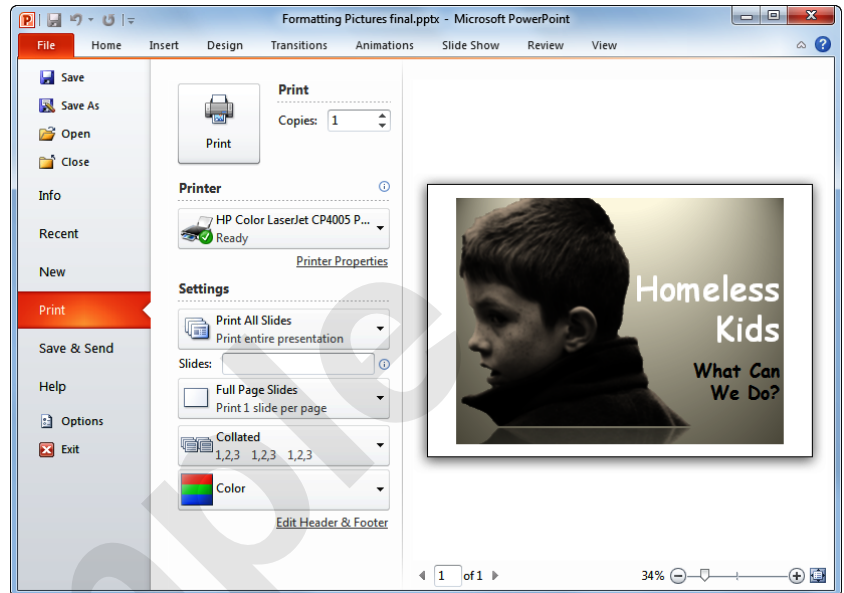 Formatting Pictures final.pptx - Microsoft PowerPoint
File Home Insert Design Transitions Animations Slide Show Review View
Save
Save As
Open
Close
Info
Recent
New
Print
Save & Send
Help
Options
Exit
Print
Print
Copies: 1
Printer
HP Color LaserJet CP4005 P...
Ready
Printer Properties
Settings
Print All Slides
Print entire presentation
Slides:
Full Page Slides
Print 1 slide per page
Collated
1,2,3 1,2,3 1,2,3
Color
Edit Header & Footer
Homeless
Kids
What Can
We Do?
1 of 1
34%